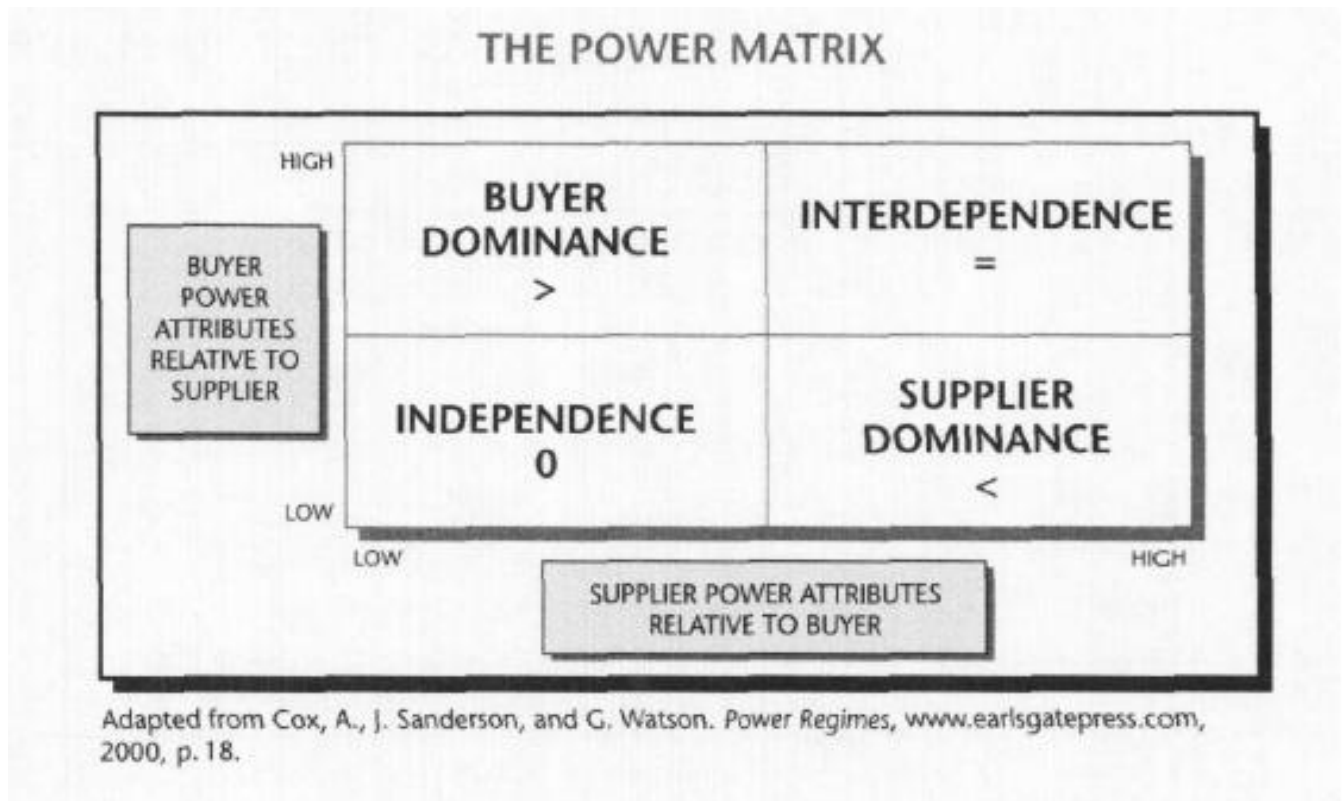 THE POWER MATRIX
HIGH
BUYER
DOMINANCE
>
INTERDEPENDENCE
=
BUYER
POWER
ATTRIBUTES
RELATIVE TO
SUPPLIER
INDEPENDENCE
0
SUPPLIER
DOMINANCE
<
LOW
LOW
HIGH
SUPPLIER POWER ATTRIBUTES
RELATIVE TO BUYER
Adapted from Cox, A., J. Sanderson, and G. Watson. Power Regimes, www.earlsgatepress.com,
2000, p. 18.